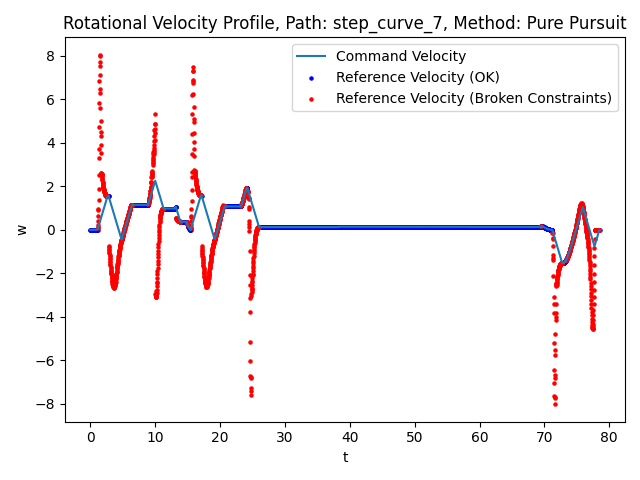 Rotational Velocity Profile, Path: step_curve_7, Method: Pure Pursuit
Command Velocity
Reference Velocity (OK)
Reference Velocity (Broken Constraints)
w
8
6
4
2
0
−2
−4
−6
−8
0 10 20 30 40 50 60 70 80
t